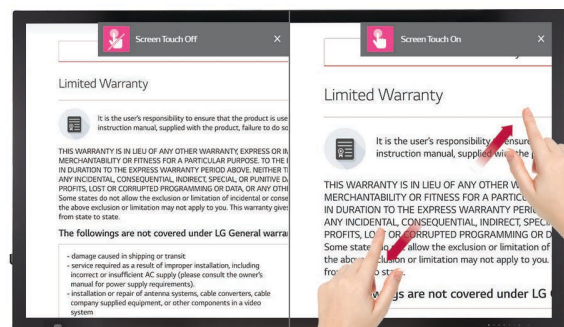 Screen Touch Off
Limited Warranty
It is the user's responsibility to ensure that the product is use
instruction manual, supplied with the product, failure to do so
THIS WARRANTY IS IN LIEU OF ANY OTHER WARRANTY, EXPRESS OR IM
MERCHANTABILITY OR FITNESS FOR A PARTICULAR PURPOSE. TO THE E
IN DURATION TO THE EXPRESS WARRANTY PERIOD ABOVE. NEITHER T
ANY INCIDENTAL, CONSEQUENTIAL, INDIRECT, SPECIAL, OR PUNITIVE DA
PROFITS, LOST OR CORRUPTED PROGRAMMING OR DATA, OR ANY OTHE
Some states do not allow the exclusion or limitation of incidental or conse
the above exclusion or limitation may not apply to you. This warranty gives
from state to state.
The followings are not covered under LG General warran
- damage caused in shipping or transit
- service required as a result of improper installation, including
incorrect or insufficient AC supply (please consult the owner's
manual for power supply requirements).
- installation or repair of antenna systems, cable converters, cable
company supplied equipment, or other components in a video
system
Screen Touch On
Limited Warranty
It is the user's responsibility ensure
instruction manual, supplied with the p
THIS WARRANTY IS IN LIEU OF ANY OTHER W
MERCHANTABILITY OR FITNESS FOR A PARTICU
IN DURATION TO THE EXPRESS WARRANTY PERI
ANY INCIDENTAL, CONSEQUENTIAL, INDIRECT, SPECI
PROFITS, OR CORRUPTED PROGRAMMING OR D
Some state allow the exclusion or limitation of
the above or limitation may not apply to you.
are not covered under LG